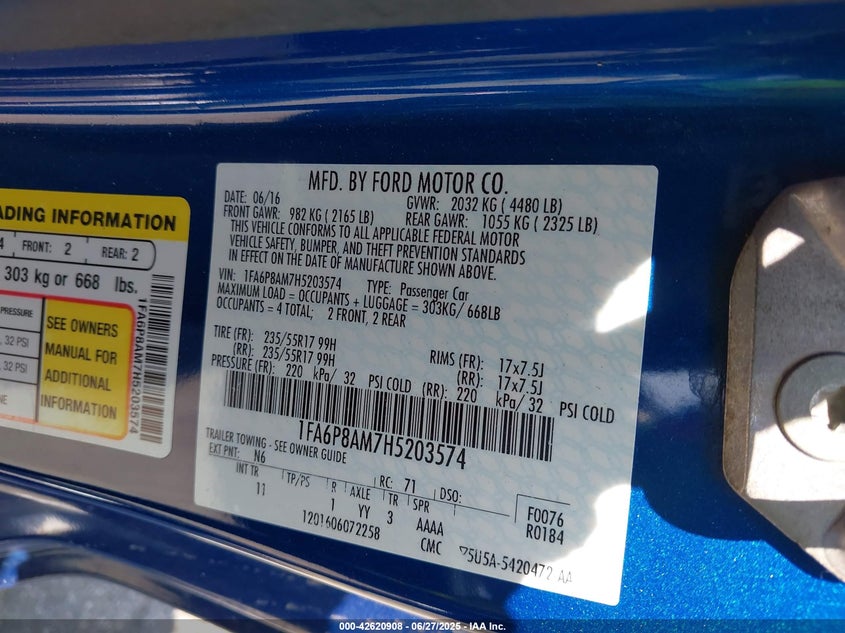 ADING INFORMATION
4 FRONT: 2 REAR: 2
303 kg or 668 lbs.
PRESSURE
, 32 PSI
, 32 PSI
NE
SEE OWNERS
MANUAL FOR
ADDITIONAL
INFORMATION
1FA6P8AM7H5203574
MFD. BY FORD MOTOR CO.
DATE: 06/16 GVWR: 2032 KG ( 4480 LB)
FRONT GAWR: 982 KG ( 2165 LB) REAR GAWR: 1055 KG ( 2325 LB)
THIS VEHICLE CONFORMS TO ALL APPLICABLE FEDERAL MOTOR
VEHICLE SAFETY, BUMPER, AND THEFT PREVENTION STANDARDS
IN EFFECT ON THE DATE OF MANUFACTURE SHOWN ABOVE.
VIN: 1FA6P8AM7H5203574 TYPE: Passenger Car
MAXIMUM LOAD = OCCUPANTS + LUGGAGE = 303KG/ 668LB
OCCUPANTS = 4 TOTAL; 2 FRONT, 2 REAR
TIRE (FR): 235/55R17 99H RIMS (FR): 17x7.5J
(RR): 235/55R17 99H (RR): 17x7.5J
PRESSURE (FR): 220 kPa/ 32 PSI COLD (RR): 220 kPa/32 PSI COLD
1FA6P8AM7H5203574
TRAILER TOWING - SEE OWNER GUIDE
EXT PNT: N6 RC: 71 DSO:
INT TR TP/PS R AXLE TR SPR F0076
11 1 YY 3 AAAA R0184
1201606072258 CMC 5U5A-5420472-AA
000-42620908 - 06/27/2025 - IAA Inc.